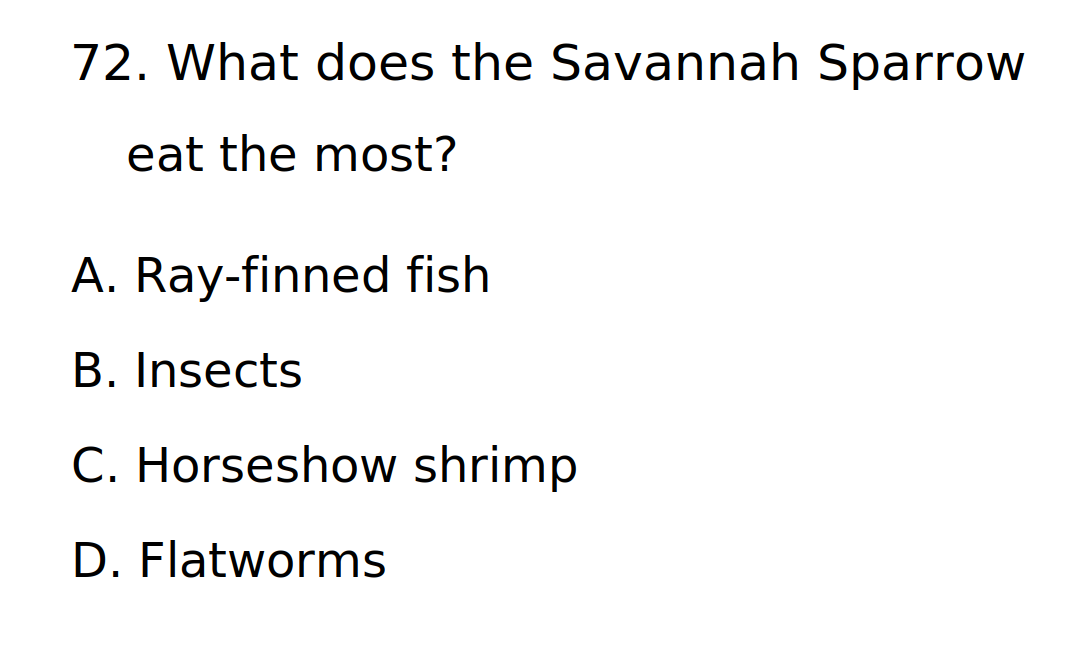 72. What does the Savannah Sparrow
eat the most?
A. Ray-finned fish
B. Insects
C. Horseshow shrimp
D. Flatworms